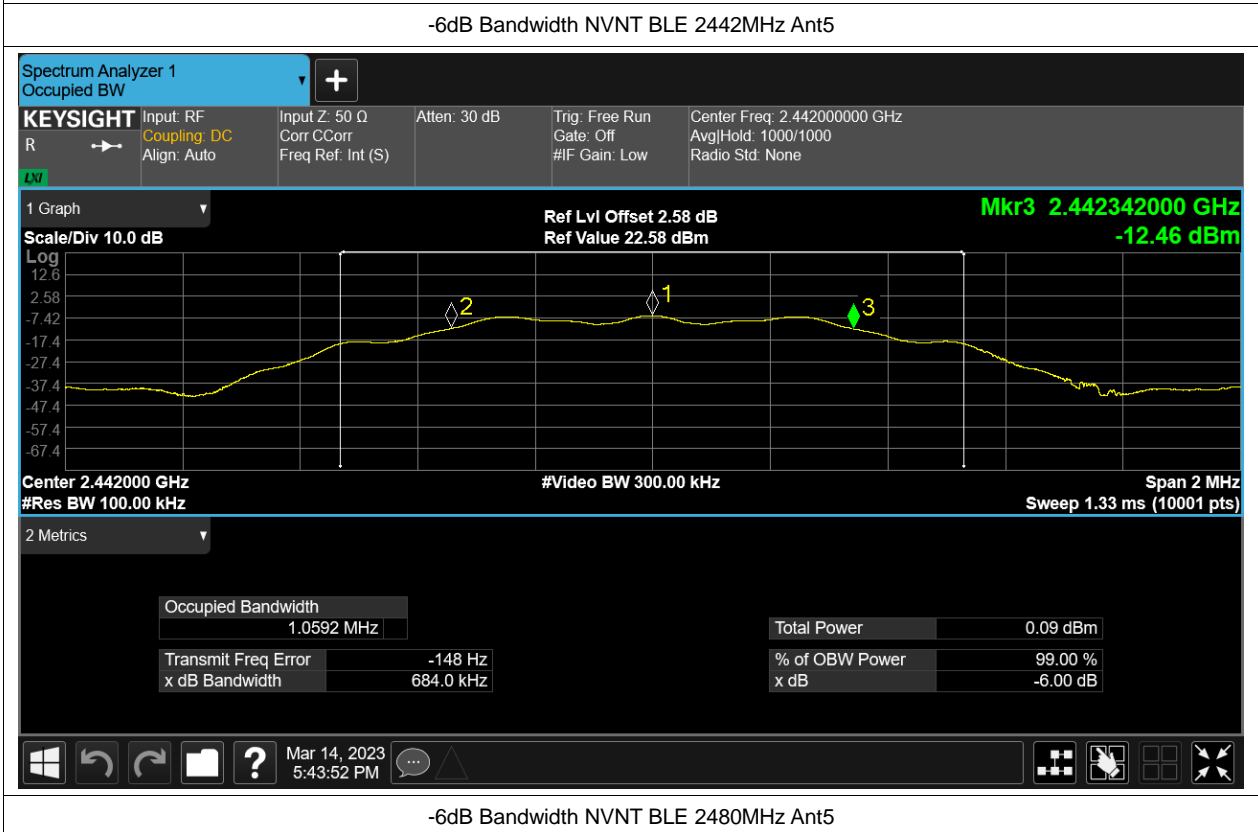 -6dB Bandwidth NVNT BLE 2442MHz Ant5
Spectrum Analyzer 1
Occupied BW
+
KEYSIGHT
R
LXI
Input: RF
Coupling: DC
Align: Auto
Input Z: 50 Ω
Corr CCorr
Freq Ref: Int (S)
Atten: 30 dB
Trig: Free Run
Gate: Off
#IF Gain: Low
Center Freq: 2.442000000 GHz
Avg|Hold: 1000/1000
Radio Std: None
1 Graph
Scale/Div 10.0 dB
Ref Lvl Offset 2.58 dB
Ref Value 22.58 dBm
Mkr3 2.442342000 GHz
-12.46 dBm
Log
12.6
2.58
-7.42
-17.4
-27.4
-37.4
-47.4
-57.4
-67.4
2
1
3
Center 2.442000 GHz
#Video BW 300.00 kHz
Span 2 MHz
#Res BW 100.00 kHz
Sweep 1.33 ms (10001 pts)
2 Metrics
Occupied Bandwidth
1.0592 MHz
Total Power 0.09 dBm
Transmit Freq Error -148 Hz
% of OBW Power 99.00 %
x dB Bandwidth 684.0 kHz
x dB -6.00 dB
?
Mar 14, 2023
5:43:52 PM
-6dB Bandwidth NVNT BLE 2480MHz Ant5